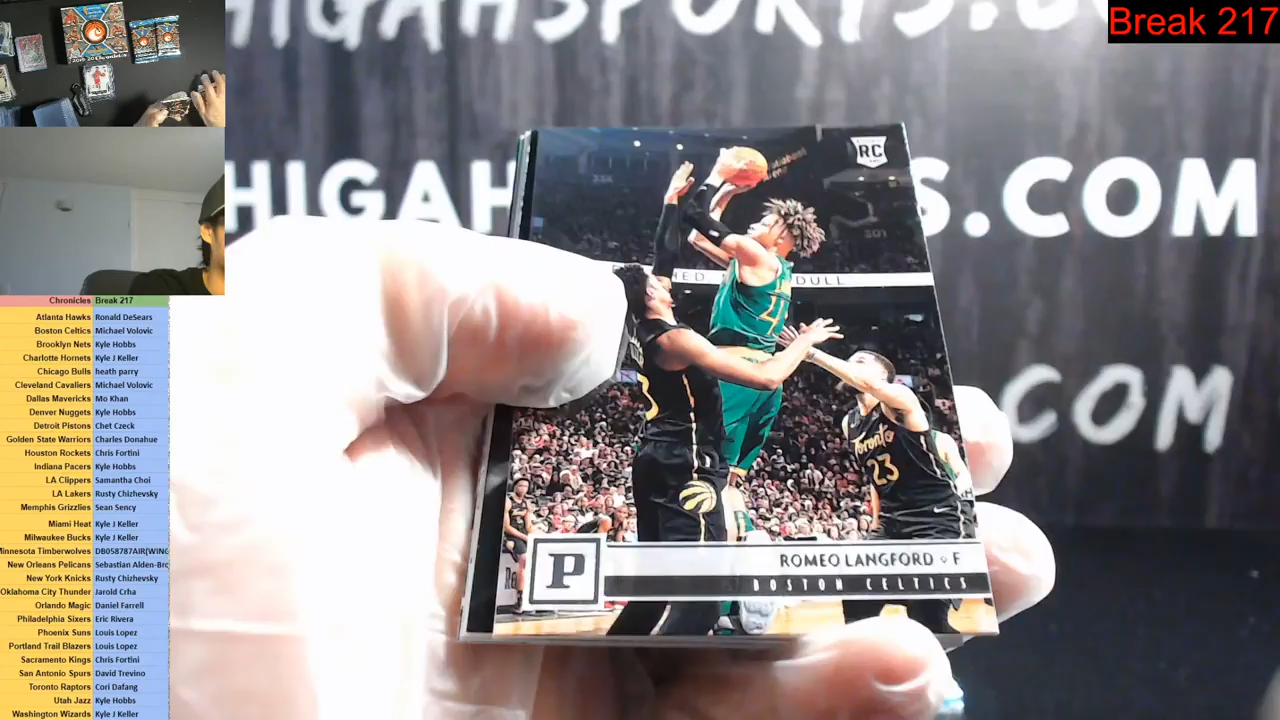 HIGAHSPORTS.COM
Break 217
RC
HIGAH S.COM
COM
Toronto
23
P
ROMEO LANGFORD ◇ F
BOSTON CELTICS
Chronicles Break 217
Atlanta Hawks Ronald DeSears
Boston Celtics Michael Volovic
Brooklyn Nets Kyle Hobbs
Charlotte Hornets Kyle J Keller
Chicago Bulls heath parry
Cleveland Cavaliers Michael Volovic
Dallas Mavericks Mo Khan
Denver Nuggets Kyle Hobbs
Detroit Pistons Chet Czeck
Golden State Warriors Charles Donahue
Houston Rockets Chris Fortini
Indiana Pacers Kyle Hobbs
LA Clippers Samantha Choi
LA Lakers Rusty Chizhevsky
Memphis Grizzlies Sean Sency
Miami Heat Kyle J Keller
Milwaukee Bucks Kyle J Keller
Minnesota Timberwolves DB058787AIR(WING
New Orleans Pelicans Sebastian Alden-Bro
New York Knicks Rusty Chizhevsky
Oklahoma City Thunder Jarold Crha
Orlando Magic Daniel Farrell
Philadelphia Sixers Eric Rivera
Phoenix Suns Louis Lopez
Portland Trail Blazers Louis Lopez
Sacramento Kings Chris Fortini
San Antonio Spurs David Trevino
Toronto Raptors Cori Dafang
Utah Jazz Kyle Hobbs
Washington Wizards Kyle J Keller